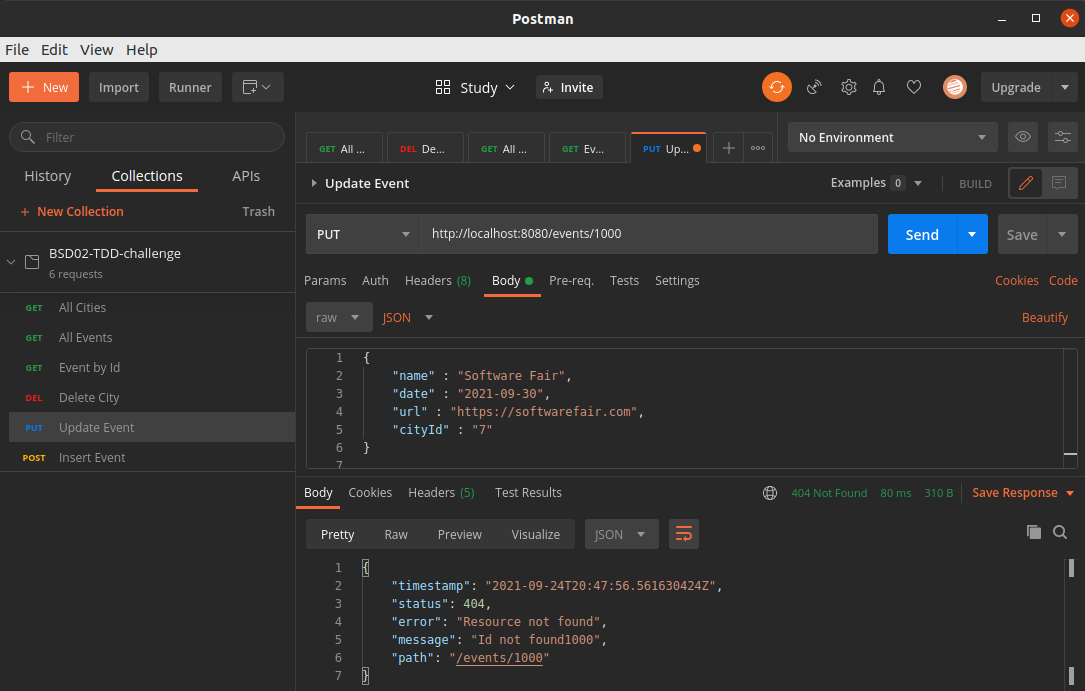 Postman
File Edit View Help
New Import Runner Study Invite Upgrade
Filter
GET All ... DEL De... GET All ... GET Ev... PUT Up... No Environment
History Collections APIs
Update Event Examples 0 BUILD
New Collection Trash
PUT http://localhost:8080/events/1000 Send Save
BSD02-TDD-challenge
6 requests
Params Auth Headers (8) Body Pre-req. Tests Settings Cookies Code
GET All Cities
raw JSON Beautify
GET All Events
GET Event by Id
DEL Delete City
PUT Update Event
POST Insert Event
1 {
2 "name" : "Software Fair",
3 "date" : "2021-09-30",
4 "url" : "https://softwarefair.com",
5 "cityId" : "7"
6 }
7
Body Cookies Headers (5) Test Results 404 Not Found 80 ms 310 B Save Response
Pretty Raw Preview Visualize JSON
1 {
2 "timestamp": "2021-09-24T20:47:56.561630424Z",
3 "status": 404,
4 "error": "Resource not found",
5 "message": "Id not found1000",
6 "path": "/events/1000"
7 }